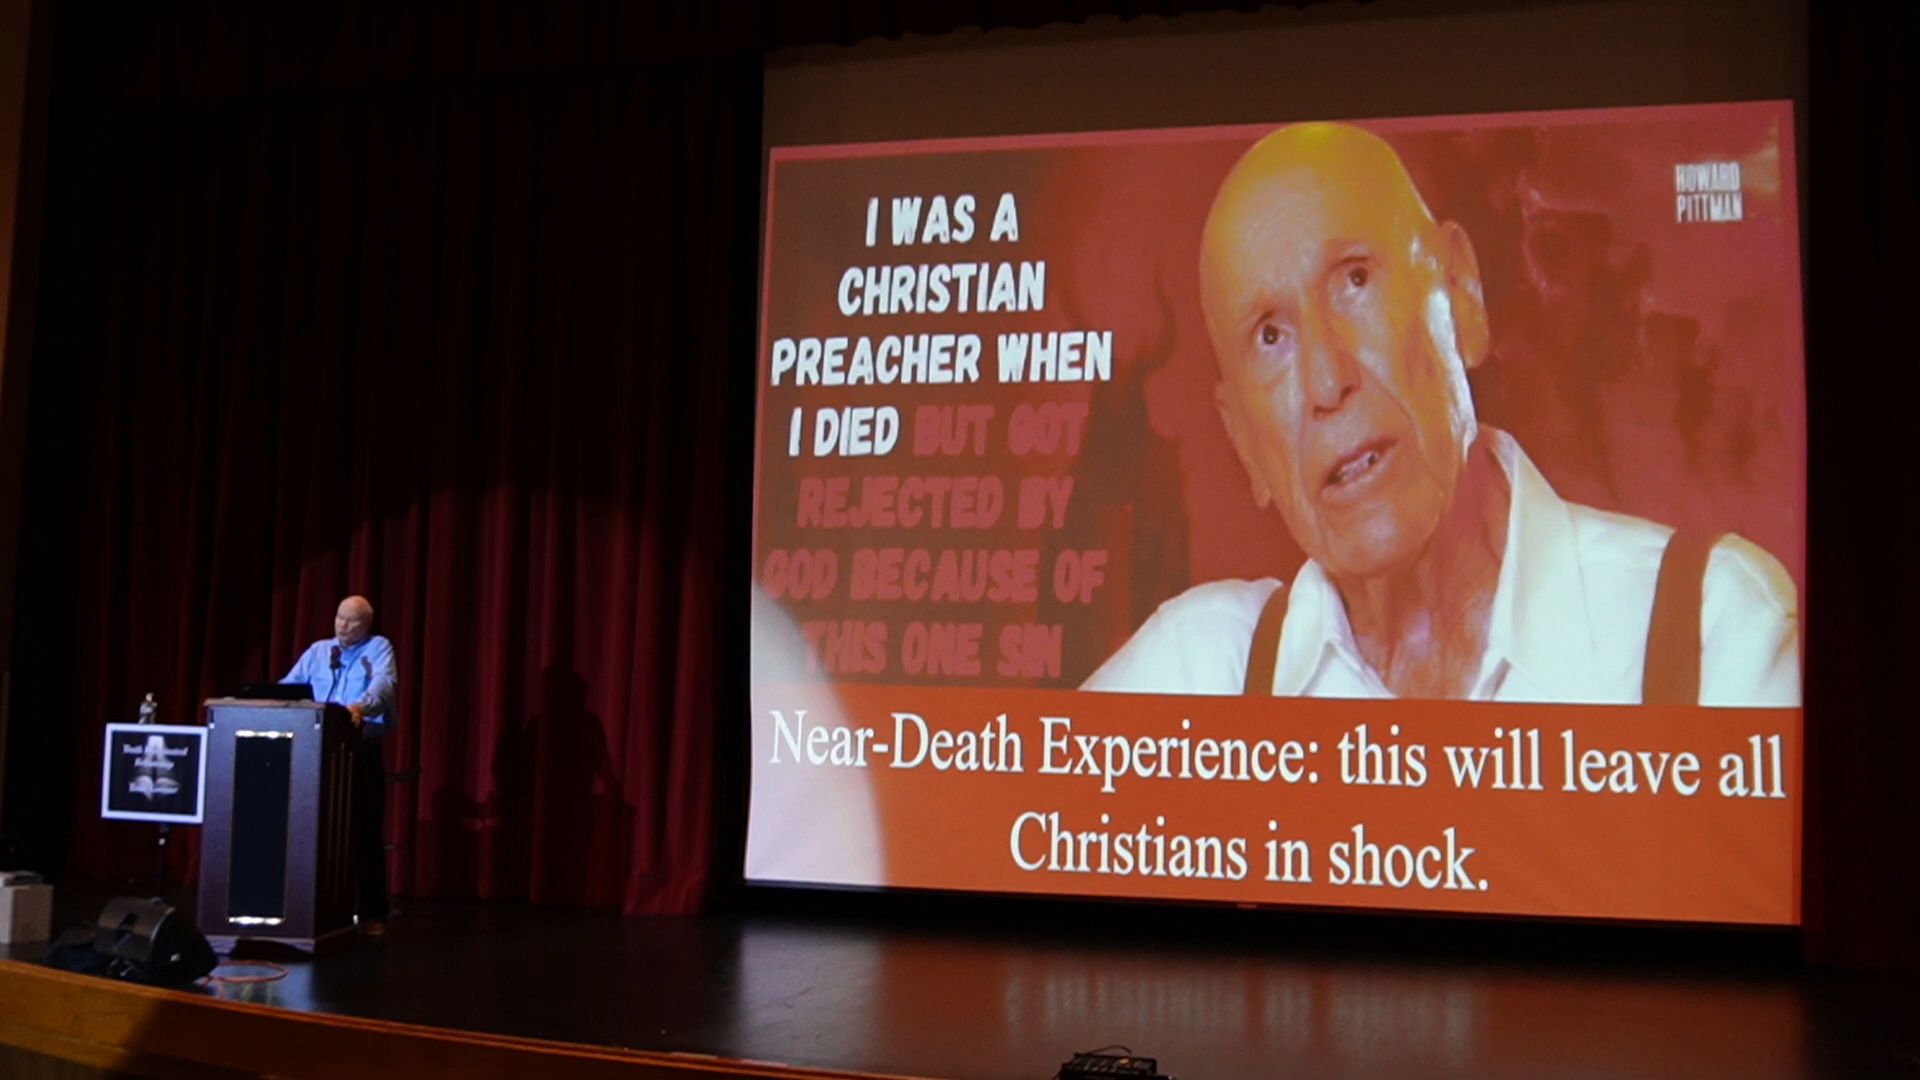 I WAS A
CHRISTIAN
PREACHER WHEN
I DIED BUT GOT
REJECTED BY
GOD BECAUSE OF
THIS ONE SIN
HOWARD
PITTMAN
Near-Death Experience: this will leave all
Christians in shock.